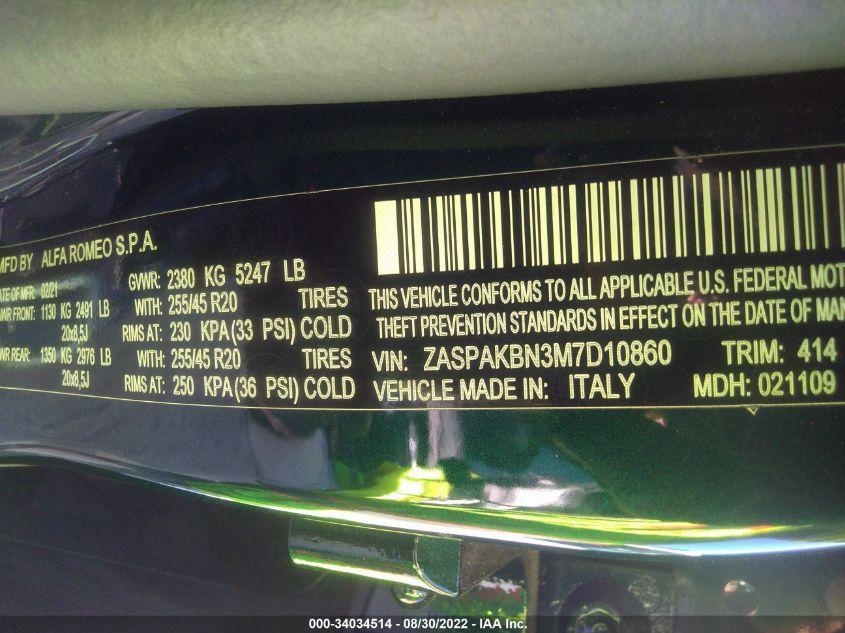 MFD BY ALFA ROMEO S.P.A.
DATE OF MFR: 02/21 GVWR: 2380 KG 5247 LB
WR FRONT: 1130 KG 2491 LB WITH: 255/45 R20 TIRES
20x8,5J RIMS AT: 230 KPA(33 PSI) COLD
WR REAR: 1350 KG 2976 LB WITH: 255/45 R20 TIRES
20x8,5J RIMS AT: 250 KPA(36 PSI) COLD
THIS VEHICLE CONFORMS TO ALL APPLICABLE U.S. FEDERAL MOT
THEFT PREVENTION STANDARDS IN EFFECT ON THE DATE OF MAN
VIN: ZASPAKBN3M7D10860 TRIM: 414
VEHICLE MADE IN: ITALY MDH: 021109
000-34034514 - 08/30/2022 - IAA Inc.